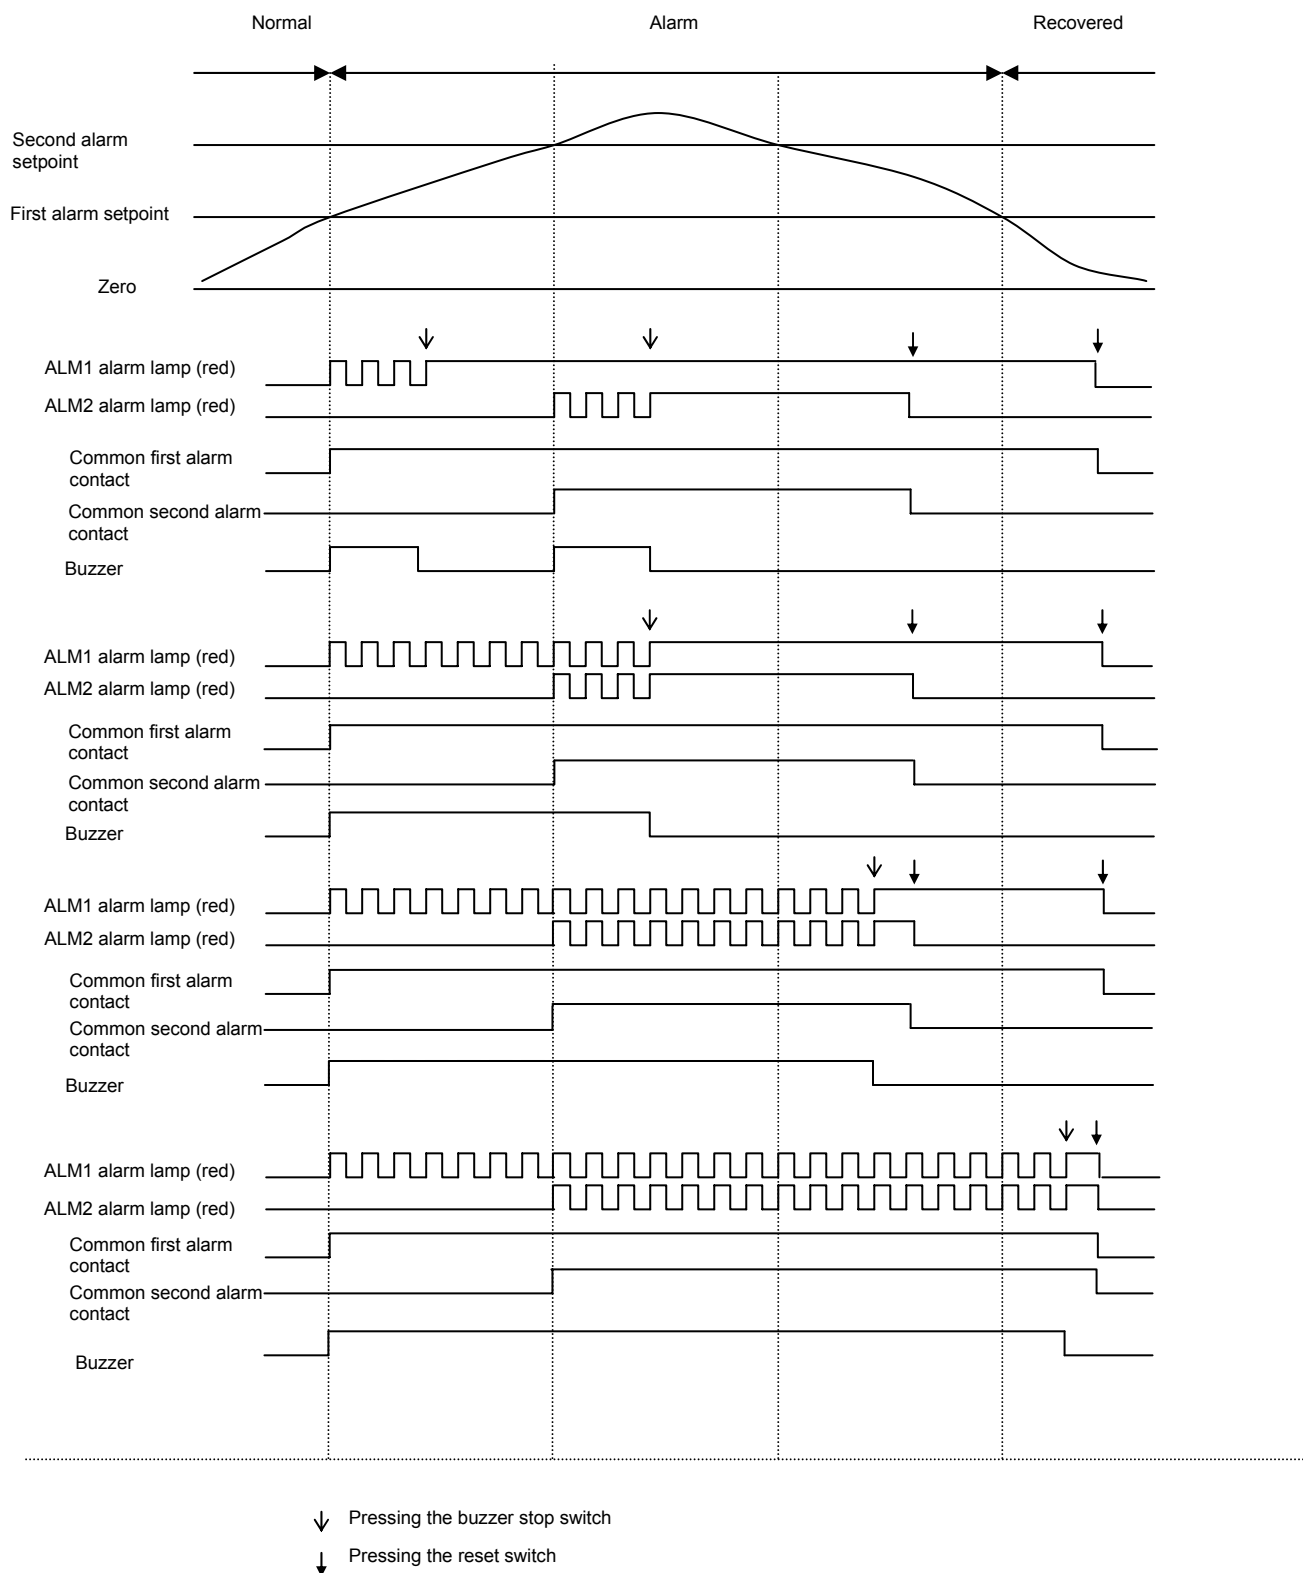 Normal
Alarm
Recovered
Second alarm
setpoint
First alarm setpoint
Zero
ALM1 alarm lamp (red)
ALM2 alarm lamp (red)
Common first alarm
contact
Common second alarm
contact
Buzzer
ALM1 alarm lamp (red)
ALM2 alarm lamp (red)
Common first alarm
contact
Common second alarm
contact
Buzzer
ALM1 alarm lamp (red)
ALM2 alarm lamp (red)
Common first alarm
contact
Common second alarm
contact
Buzzer
ALM1 alarm lamp (red)
ALM2 alarm lamp (red)
Common first alarm
contact
Common second alarm
contact
Buzzer
Pressing the buzzer stop switch
Pressing the reset switch